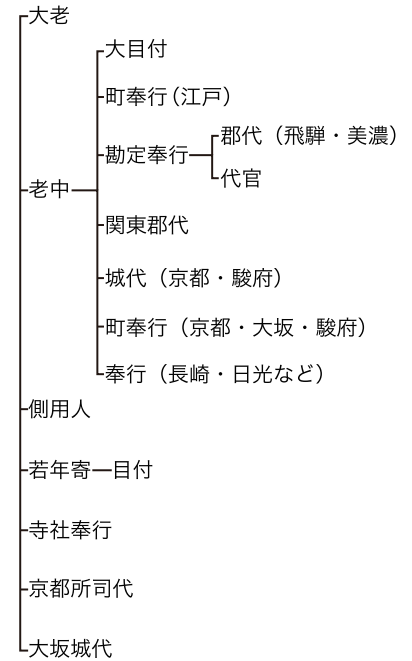 大老
大目付
町奉行(江戸)
郡代（飛騨・美濃）
勘定奉行
代官
老中
関東郡代
城代（京都・駿府）
町奉行（京都・大坂・駿府）
奉行（長崎・日光など）
側用人
若年寄
目付
寺社奉行
京都所司代
大坂城代